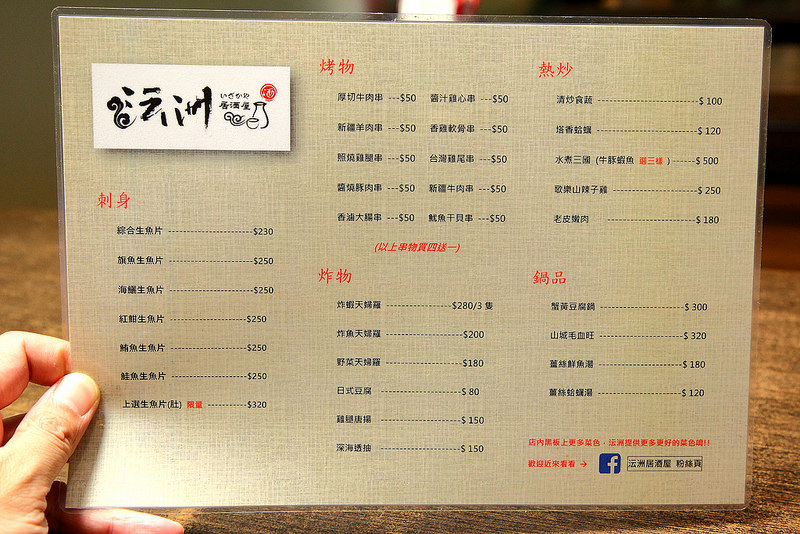 沄洲
いざかや
居酒屋
酒
刺身
綜合生魚片 $230
旗魚生魚片 $250
海鱺生魚片 $250
紅魽生魚片 $250
鮪魚生魚片 $250
鮭魚生魚片 $250
上選生魚片(肚) 限量 $320
烤物
厚切牛肉串 ---$50 醬汁雞心串 ---$50
新疆羊肉串 ---$50 香雞軟骨串 ---$50
照燒雞腿串 ---$50 台灣雞尾串 ---$50
醬燒豚肉串 ---$50 新疆牛肉串 ---$50
香滷大腸串 ---$50 魷魚干貝串 ---$50
(以上串物買四送一)
炸物
炸蝦天婦羅 $280/3 隻
炸魚天婦羅 $200
野菜天婦羅 $180
日式豆腐 $ 80
雞腿唐揚 $ 150
深海透抽 $ 150
熱炒
清炒食蔬 $ 100
塔香蛤蠣 $ 120
水煮三國 (牛豚蝦魚 選三樣 ) $ 500
歌樂山辣子雞 $ 250
老皮嫩肉 $ 180
鍋品
蟹黃豆腐鍋 $ 300
山城毛血旺 $ 320
薑絲鮮魚湯 $ 180
薑絲蛤蠣湯 $ 120
店內黑板上更多菜色，沄洲提供更多更好的菜色唷!!
歡迎近來看看 → f 沄洲居酒屋 粉絲頁